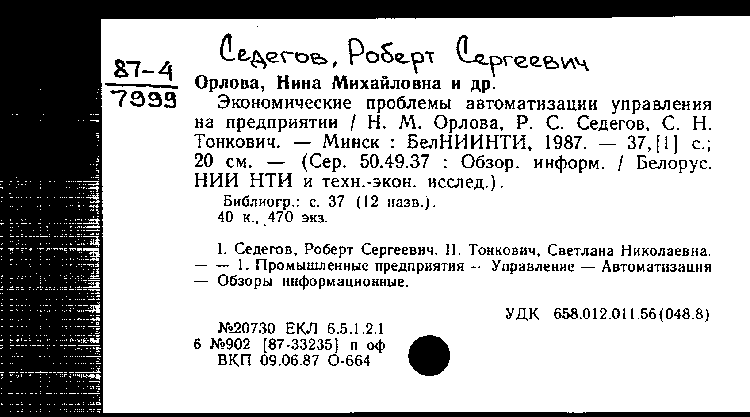 Седегов, Роберт Сергеевич
87-4
7999
Орлова, Нина Михайловна и др.
Экономические проблемы автоматизации управления
на предприятии / Н. М. Орлова, Р. С. Седегов, С. Н.
Тонкович. — Минск : БелНИИНТИ, 1987. — 37,[1] с.;
20 см. — (Сер. 50.49.37 : Обзор. информ. / Белорус.
НИИ НТИ и техн.-экон. исслед.).
Библиогр.: с. 37 (12 назв.).
40 к., 470 экз.
I. Седегов, Роберт Сергеевич. II. Тонкович, Светлана Николаевна.
— — 1. Промышленные предприятия -- Управление — Автоматизация
— Обзоры информационные.
УДК 658.012.011.56(048.8)
№20730 ЕКЛ 6.5.1.2.1
6 №902 [87-33235] п оф
ВКП 09.06.87 О-664